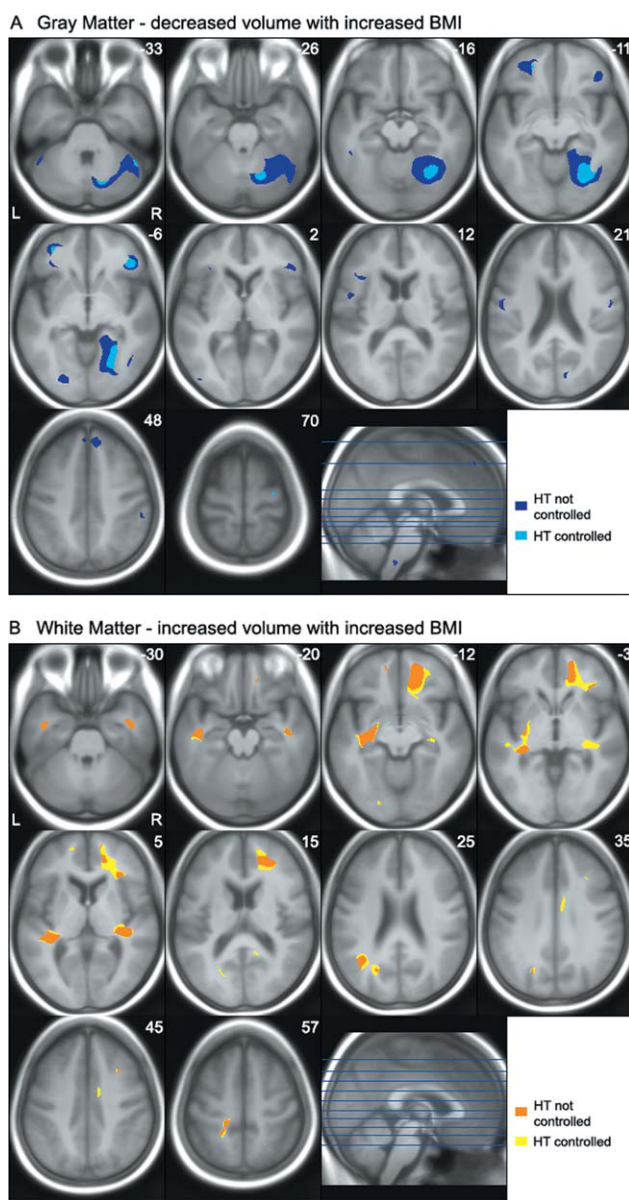 A Gray Matter - decreased volume with increased BMI
-33 -26 -16 -11
L R
-6 2 12 21
48 70
HT not
controlled
HT controlled
B White Matter - increased volume with increased BMI
-30 -20 -12 -3
L R
5 15 25 35
45 57
HT not
controlled
HT controlled